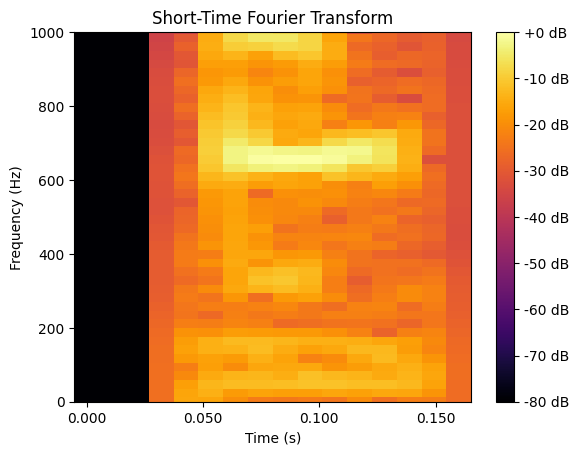 Short-Time Fourier Transform
1000
800
600
400
200
0
Frequency (Hz)
0.000
0.050
0.100
0.150
Time (s)
+0 dB
-10 dB
-20 dB
-30 dB
-40 dB
-50 dB
-60 dB
-70 dB
-80 dB